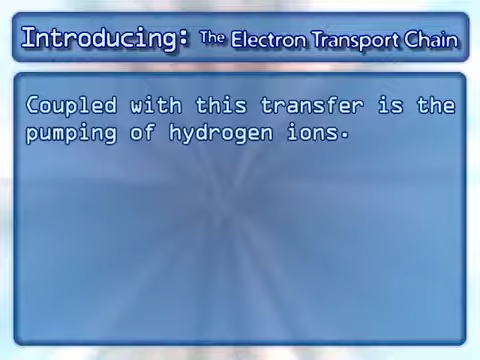 Introducing: The Electron Transport Chain
Coupled with this transfer is the
pumping of hydrogen ions.